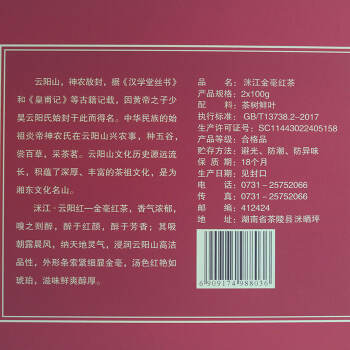 云阳山，神农故封，据《汉学堂丛书》
和《皇甫记》等古籍记载，因黄帝之子少
昊云阳氏始封于此而得名。中华民族的始
祖炎帝神农氏在云阳山兴农事，种五谷，
尝百草，采茶茗。云阳山文化历史源远流
长，积蕴了深厚、丰富的茶祖文化，是为
湘东文化名山。
洣江·云阳红—金毫红茶，香气浓郁，
嗅之则醉，醉于红颜，醉于芳香；其吸
朝露晨风，纳天地灵气，浸润云阳山高洁
品性，外形条索紧细显金毫，汤色红艳如
琥珀，滋味鲜爽醇厚。
品名：洣江金毫红茶
产品规格：2x100g
配料：茶树鲜叶
执行标准：GB/T13738.2-2017
生产许可证号：SC11443022405158
产品等级：合格品
贮存方法：避光、防潮、防异味
保质期：18个月
生产日期：见封口
电话：0731-25752066
传真：0731-25752066
邮编：412424
地址：湖南省茶陵县洣晒坪
6 909174 988036